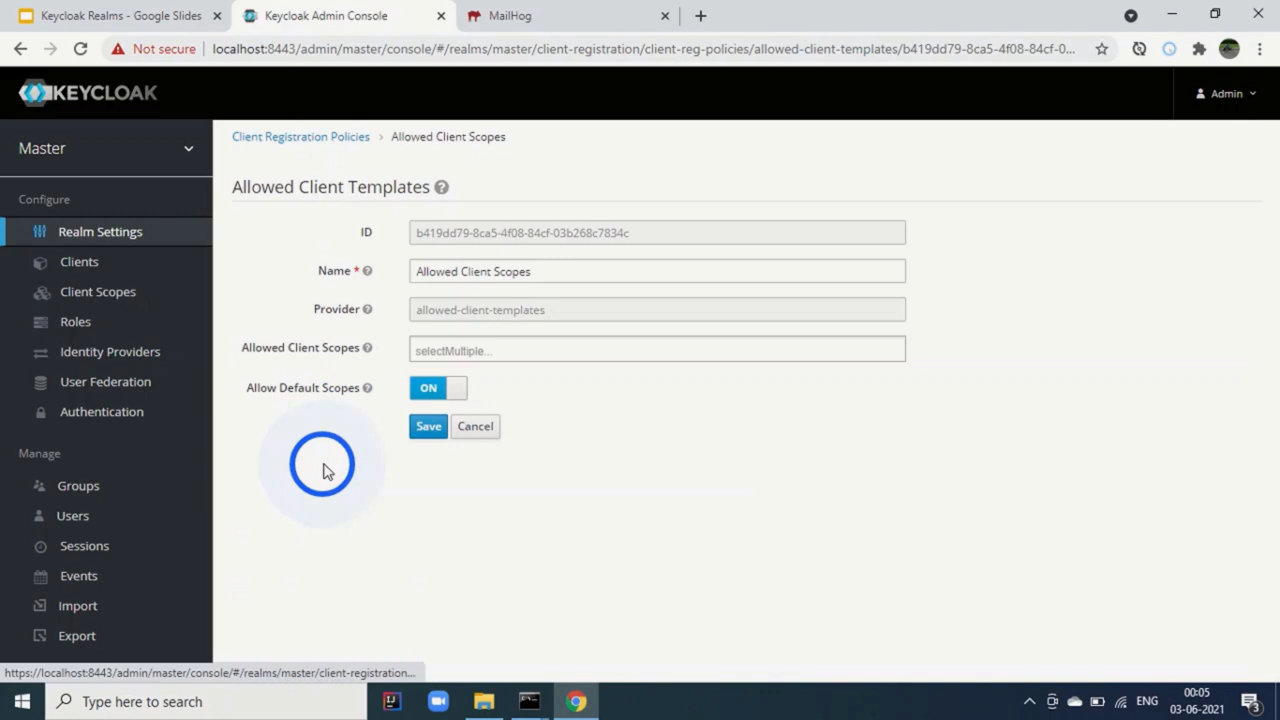 Keycloak Realms - Google Slides
Keycloak Admin Console
MailHog
Not secure
localhost:8443/admin/master/console/#/realms/master/client-registration/client-reg-policies/allowed-client-templates/b419dd79-8ca5-4f08-84cf-0...
KEYCLOAK
Admin
Master
Client Registration Policies > Allowed Client Scopes
Configure
Realm Settings
Clients
Client Scopes
Roles
Identity Providers
User Federation
Authentication
Manage
Groups
Users
Sessions
Events
Import
Export
Allowed Client Templates
ID b419dd79-8ca5-4f08-84cf-03b268c7834c
Name * Allowed Client Scopes
Provider allowed-client-templates
Allowed Client Scopes selectMultiple...
Allow Default Scopes ON
Save Cancel
https://localhost:8443/admin/master/console/#/realms/master/client-registration...
Type here to search
ENG
00:05
03-06-2021
3